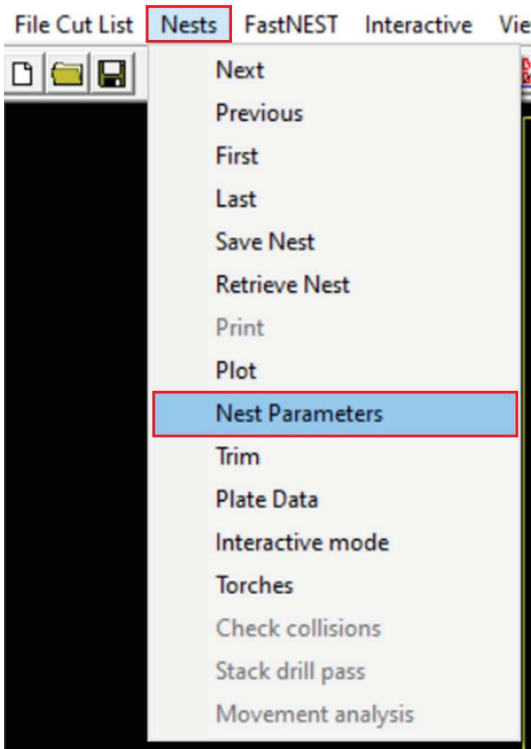 File Cut List Nests FastNEST Interactive Vie
Next
Previous
First
Last
Save Nest
Retrieve Nest
Print
Plot
Nest Parameters
Trim
Plate Data
Interactive mode
Torches
Check collisions
Stack drill pass
Movement analysis